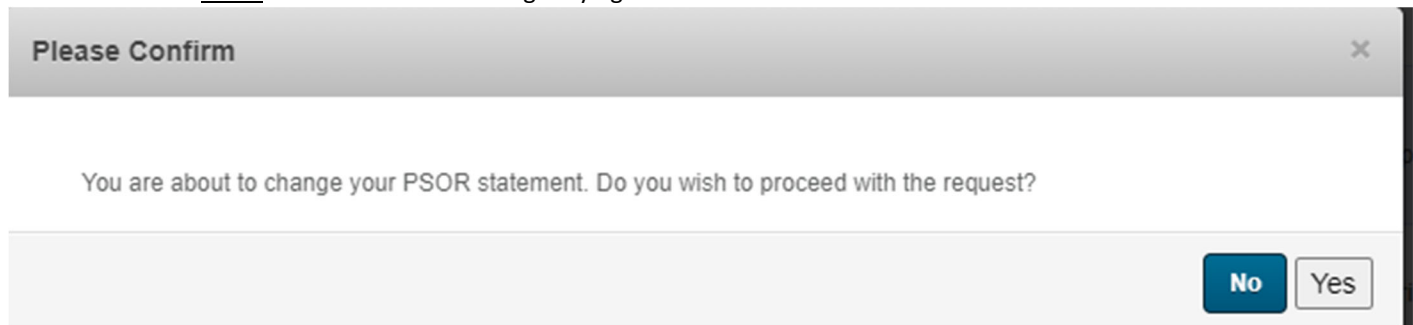 Please Confirm
×
You are about to change your PSOR statement. Do you wish to proceed with the request?
No Yes